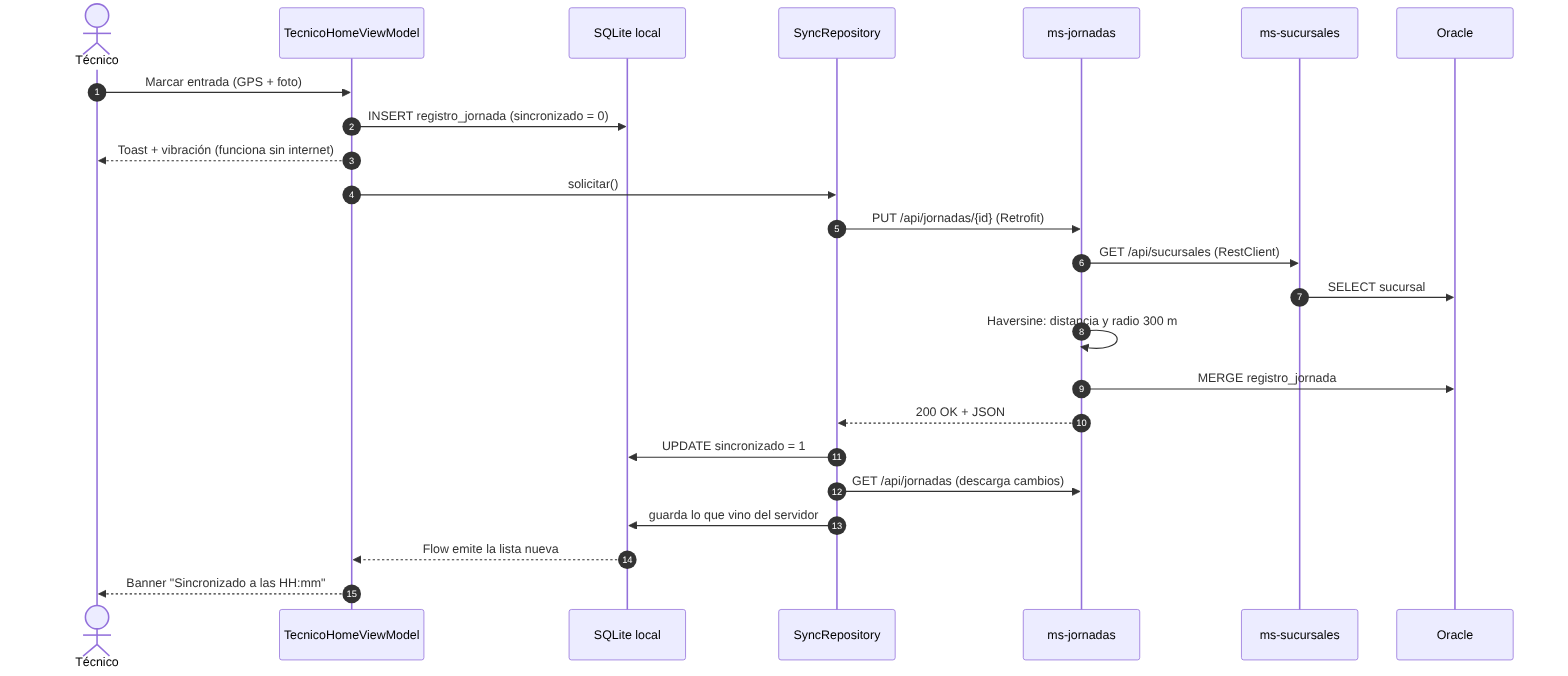 Técnico
TecnicoHomeViewModel
SQLite local
SyncRepository
ms-jornadas
ms-sucursales
Oracle
1
Marcar entrada (GPS + foto)
2
INSERT registro_jornada (sincronizado = 0)
3
Toast + vibración (funciona sin internet)
4
solicitar()
5
PUT /api/jornadas/{id} (Retrofit)
6
GET /api/sucursales (RestClient)
7
SELECT sucursal
8
Haversine: distancia y radio 300 m
9
MERGE registro_jornada
10
200 OK + JSON
11
UPDATE sincronizado = 1
12
GET /api/jornadas (descarga cambios)
13
guarda lo que vino del servidor
14
Flow emite la lista nueva
15
Banner "Sincronizado a las HH:mm"
Técnico
TecnicoHomeViewModel
SQLite local
SyncRepository
ms-jornadas
ms-sucursales
Oracle